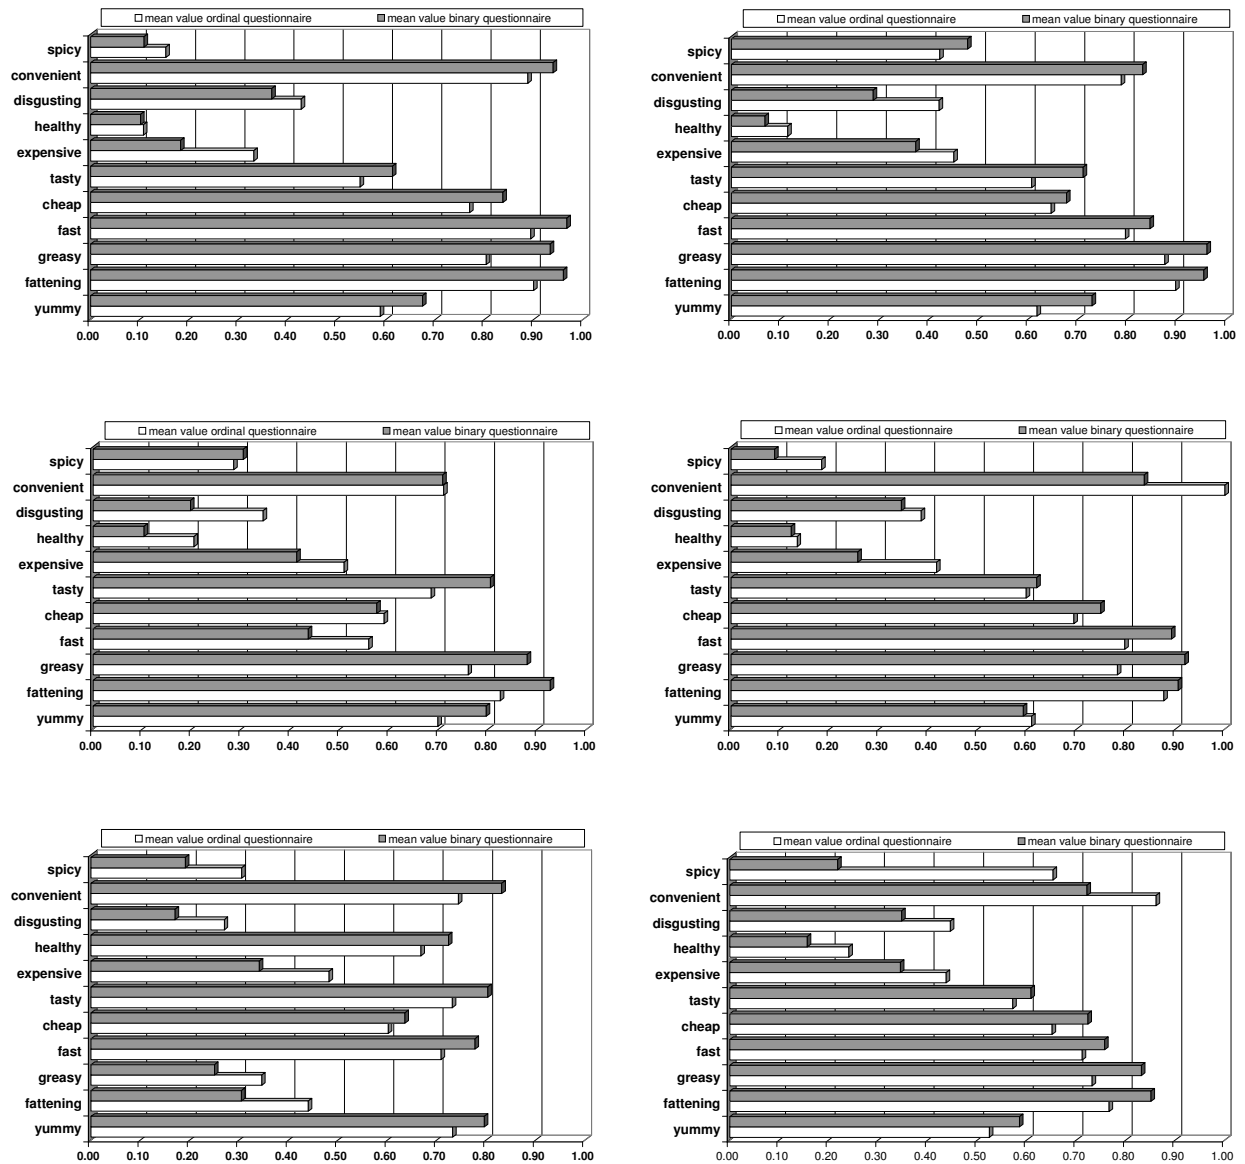 mean value ordinal questionnaire mean value binary questionnaire
spicy
convenient
disgusting
healthy
expensive
tasty
cheap
fast
greasy
fattening
yummy
0.00 0.10 0.20 0.30 0.40 0.50 0.60 0.70 0.80 0.90 1.00
mean value ordinal questionnaire mean value binary questionnaire
spicy
convenient
disgusting
healthy
expensive
tasty
cheap
fast
greasy
fattening
yummy
0.00 0.10 0.20 0.30 0.40 0.50 0.60 0.70 0.80 0.90 1.00
mean value ordinal questionnaire mean value binary questionnaire
spicy
convenient
disgusting
healthy
expensive
tasty
cheap
fast
greasy
fattening
yummy
0.00 0.10 0.20 0.30 0.40 0.50 0.60 0.70 0.80 0.90 1.00
mean value ordinal questionnaire mean value binary questionnaire
spicy
convenient
disgusting
healthy
expensive
tasty
cheap
fast
greasy
fattening
yummy
0.00 0.10 0.20 0.30 0.40 0.50 0.60 0.70 0.80 0.90 1.00
mean value ordinal questionnaire mean value binary questionnaire
spicy
convenient
disgusting
healthy
expensive
tasty
cheap
fast
greasy
fattening
yummy
0.00 0.10 0.20 0.30 0.40 0.50 0.60 0.70 0.80 0.90 1.00
mean value ordinal questionnaire mean value binary questionnaire
spicy
convenient
disgusting
healthy
expensive
tasty
cheap
fast
greasy
fattening
yummy
0.00 0.10 0.20 0.30 0.40 0.50 0.60 0.70 0.80 0.90 1.00